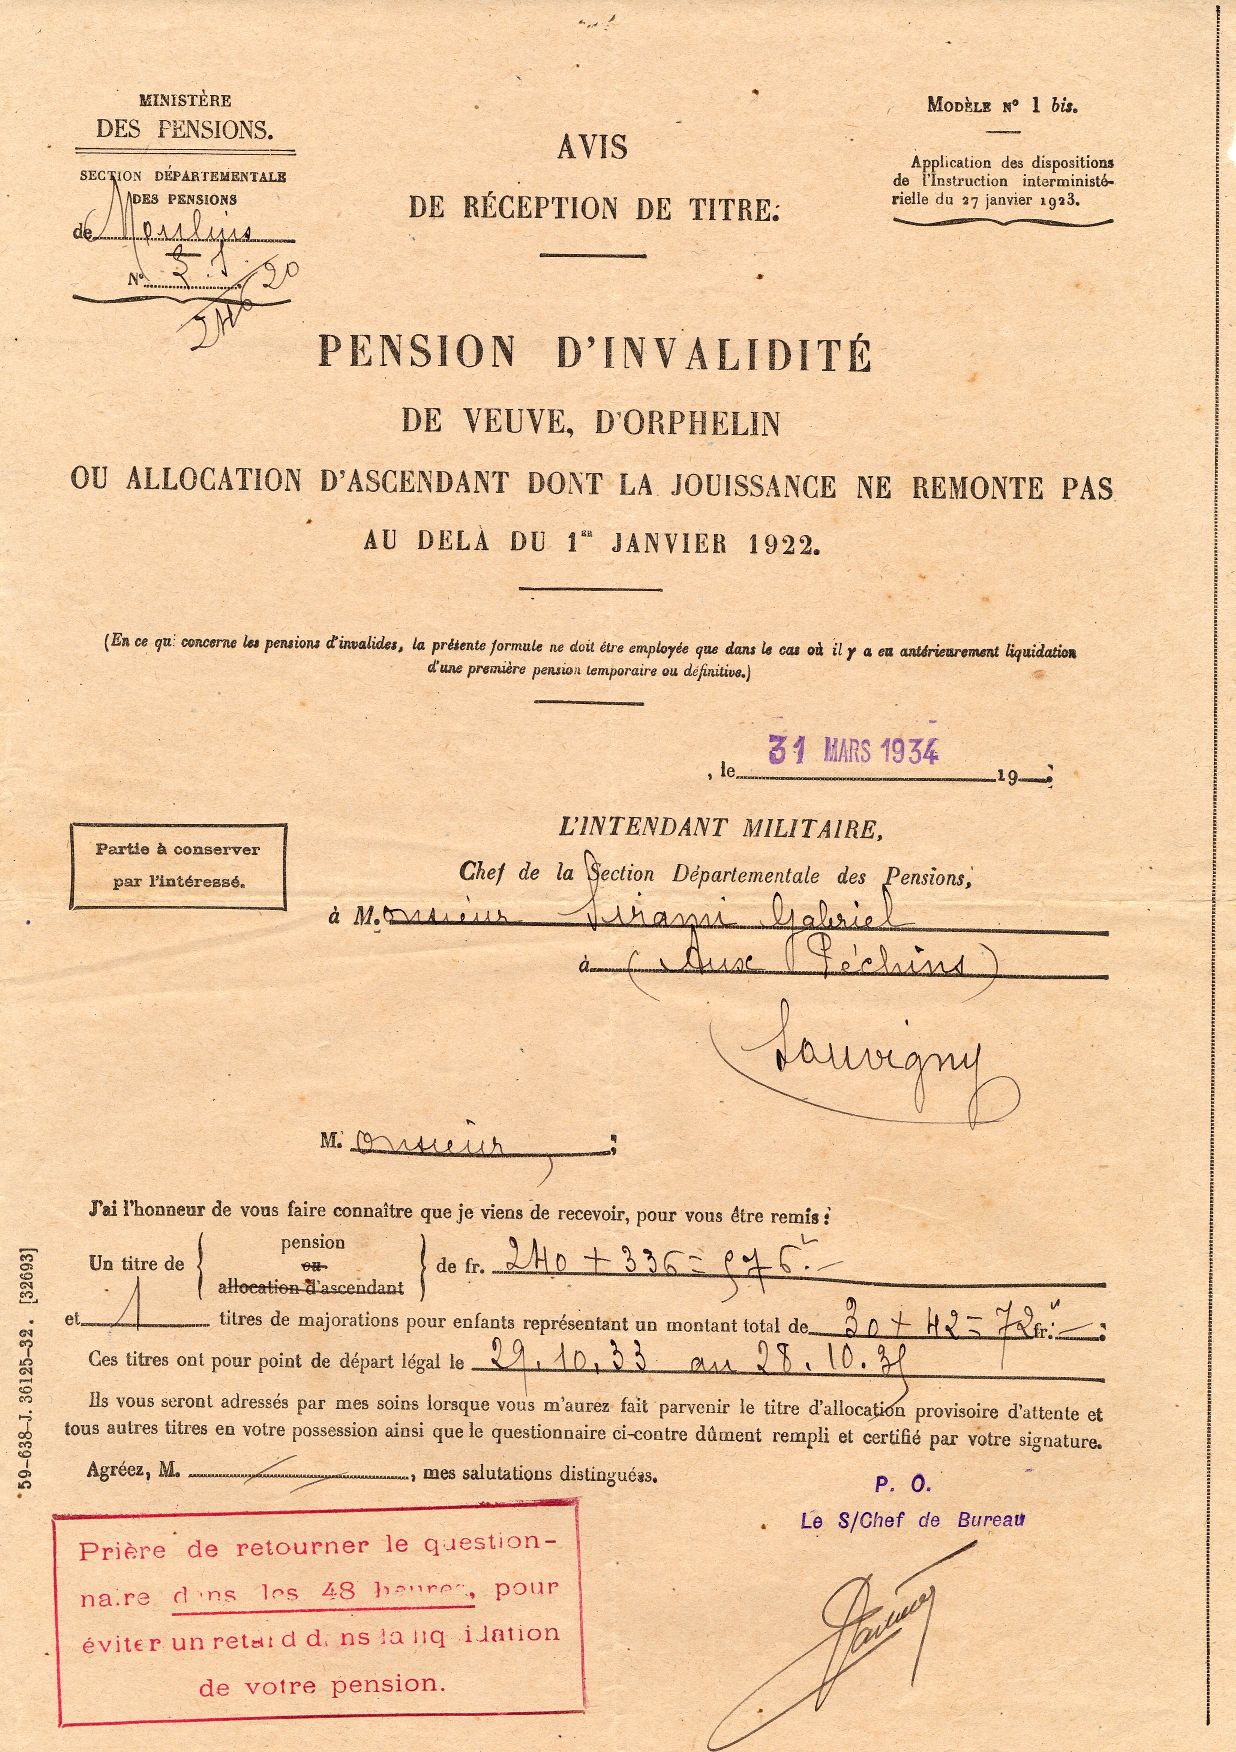 MINISTÈRE
DES PENSIONS.
SECTION DÉPARTEMENTALE
DES PENSIONS
de Moulins
N°
20
MODÈLE N° 1 bis.
Application des dispositions
de l'Instruction interministé-
rielle du 27 janvier 1923.
AVIS
DE RÉCEPTION DE TITRE.
PENSION D'INVALIDITÉ
DE VEUVE, D'ORPHELIN
OU ALLOCATION D'ASCENDANT DONT LA JOUISSANCE NE REMONTE PAS
AU DELÀ DU 1er JANVIER 1922.
(En ce qui concerne les pensions d'invalides, la présente formule ne doit être employée que dans le cas où il y a eu antérieurement liquidation
d'une première pension temporaire ou définitive.)
, le 31 MARS 1934 19
L'INTENDANT MILITAIRE,
Chef de la Section Départementale des Pensions,
Partie à conserver
par l'intéressé.
à M.onsieur Sirami Gabriel
à (Aux Péchins)
Souvigny
M.onsieur,
J'ai l'honneur de vous faire connaître que je viens de recevoir, pour vous être remis :
Un titre de { pension
ou
allocation d'ascendant } de fr. 240 + 336 = 576.-
et 1 titres de majorations pour enfants représentant un montant total de 30 + 42 = 72 fr. -
Ces titres ont pour point de départ légal le 29.10.33 au 28.10.35
Ils vous seront adressés par mes soins lorsque vous m'aurez fait parvenir le titre d'allocation provisoire d'attente et
tous autres titres en votre possession ainsi que le questionnaire ci-contre dûment rempli et certifié par votre signature.
Agréez, M. , mes salutations distinguées.
P. O.
Le S/Chef de Bureau
Prière de retourner le question-
naire dans les 48 heures, pour
éviter un retard dans la liquidation
de votre pension.
59-638-J. 36125-32. [32693]